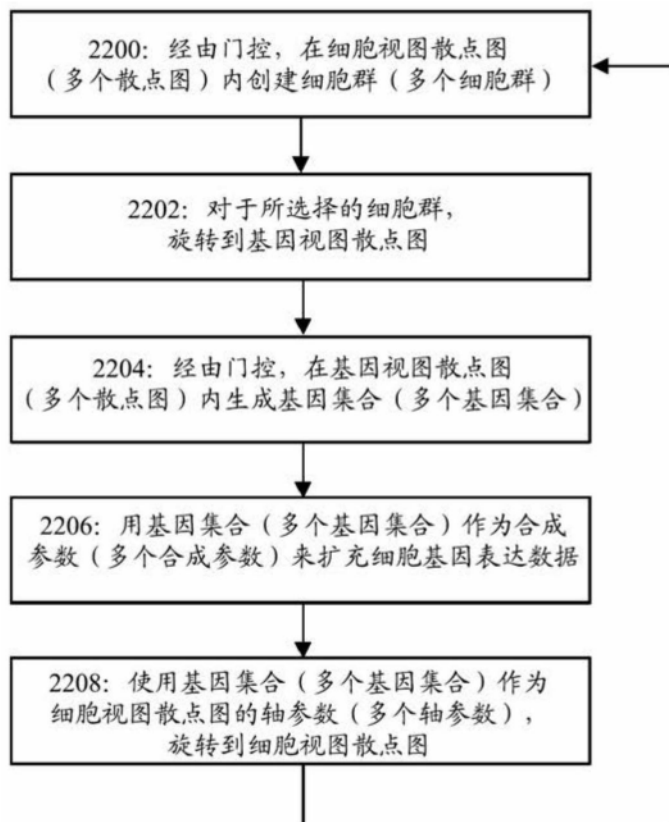 2200: 经由门控，在细胞视图散点图
（多个散点图）内创建细胞群（多个细胞群）
2202: 对于所选择的细胞群，
旋转到基因视图散点图
2204: 经由门控，在基因视图散点图
（多个散点图）内生成基因集合（多个基因集合）
2206: 用基因集合（多个基因集合）作为合成
参数（多个合成参数）来扩充细胞基因表达数据
2208: 使用基因集合（多个基因集合）作为
细胞视图散点图的轴参数（多个轴参数），
旋转到细胞视图散点图